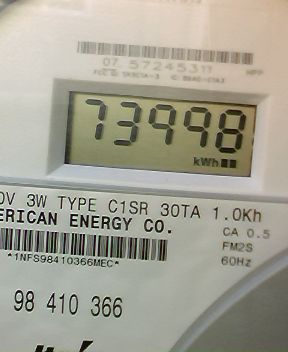 07 57245311
73998
kWh
0V 3W TYPE C1SR 30TA 1.0Kh
ERICAN ENERGY CO.
CA 0.5
FM2S
60Hz
*1NFS98410366MEC*
98 410 366